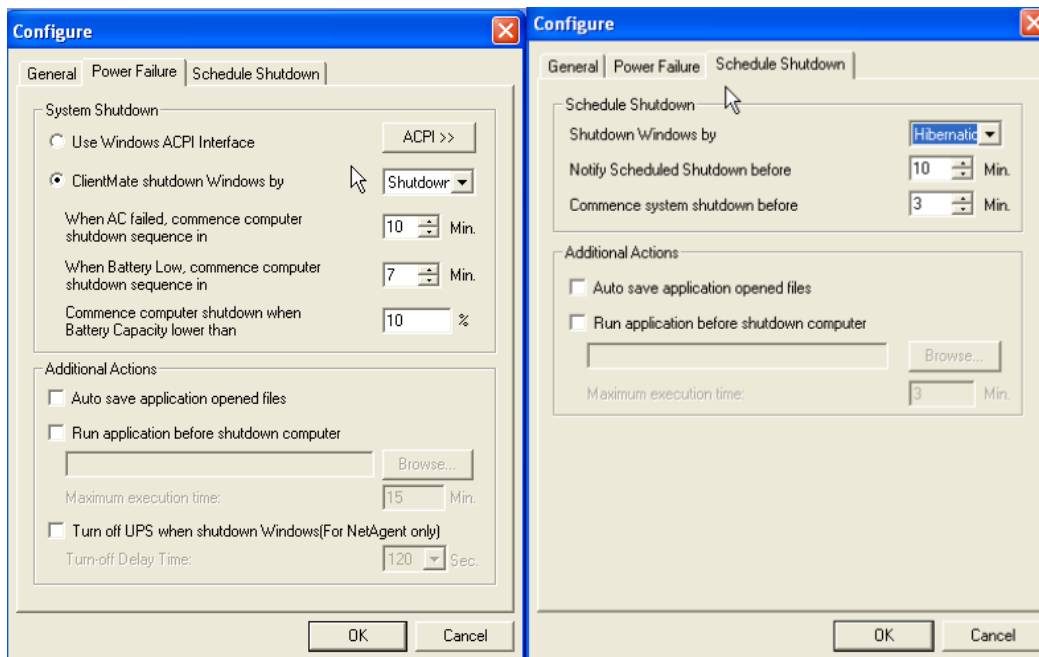 Configure
General Power Failure Schedule Shutdown
System Shutdown
Use Windows ACPI Interface ACPI >>
ClientMate shutdown Windows by Shutdowr
When AC failed, commence computer
shutdown sequence in 10 Min.
When Battery Low, commence computer
shutdown sequence in 7 Min.
Commence computer shutdown when
Battery Capacity lower than 10 %
Additional Actions
Auto save application opened files
Run application before shutdown computer
Browse...
Maximum execution time: 15 Min.
Turn off UPS when shutdown Windows(For NetAgent only)
Turn-off Delay Time: 120 Sec.
OK Cancel
Configure
General Power Failure Schedule Shutdown
Schedule Shutdown
Shutdown Windows by Hibernatic
Notify Scheduled Shutdown before 10 Min.
Commence system shutdown before 3 Min.
Additional Actions
Auto save application opened files
Run application before shutdown computer
Browse...
Maximum execution time: 3 Min.
OK Cancel